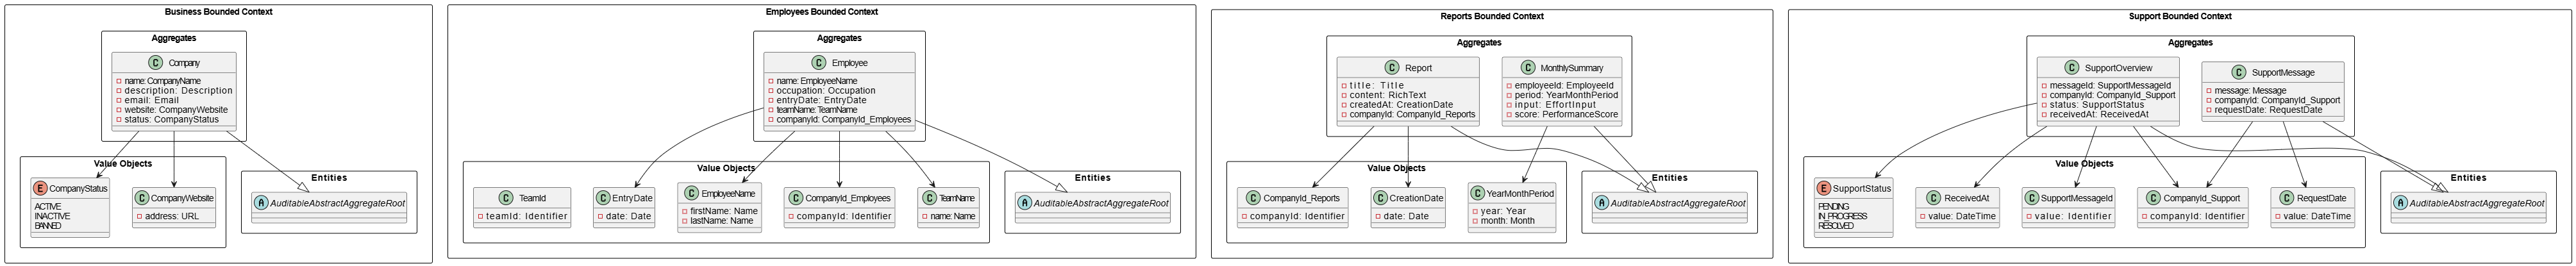 Business Bounded Context
Aggregates
C Company
name: CompanyName
description: Description
email: Email
website: CompanyWebsite
status: CompanyStatus
Value Objects
E CompanyStatus
ACTIVE
INACTIVE
BANNED
C CompanyWebsite
address: URL
Entities
A AuditableAbstractAggregateRoot
Employees Bounded Context
Aggregates
C Employee
name: EmployeeName
occupation: Occupation
entryDate: EntryDate
teamName: TeamName
companyId: CompanyId_Employees
Value Objects
C TeamId
teamId: Identifier
C EntryDate
date: Date
C EmployeeName
firstName: Name
lastName: Name
C CompanyId_Employees
companyId: Identifier
C TeamName
name: Name
Entities
A AuditableAbstractAggregateRoot
Reports Bounded Context
Aggregates
C Report
title: Title
content: RichText
createdAt: CreationDate
companyId: CompanyId_Reports
C MonthlySummary
employeeId: EmployeeId
period: YearMonthPeriod
input: EffortInput
score: PerformanceScore
Value Objects
C CompanyId_Reports
companyId: Identifier
C CreationDate
date: Date
C YearMonthPeriod
year: Year
month: Month
Entities
A AuditableAbstractAggregateRoot
Support Bounded Context
Aggregates
C SupportOverview
messageId: SupportMessageId
companyId: CompanyId_Support
status: SupportStatus
receivedAt: ReceivedAt
C SupportMessage
message: Message
companyId: CompanyId_Support
requestDate: RequestDate
Value Objects
E SupportStatus
PENDING
IN_PROGRESS
RESOLVED
C ReceivedAt
value: DateTime
C SupportMessageId
value: Identifier
C CompanyId_Support
companyId: Identifier
C RequestDate
value: DateTime
Entities
A AuditableAbstractAggregateRoot